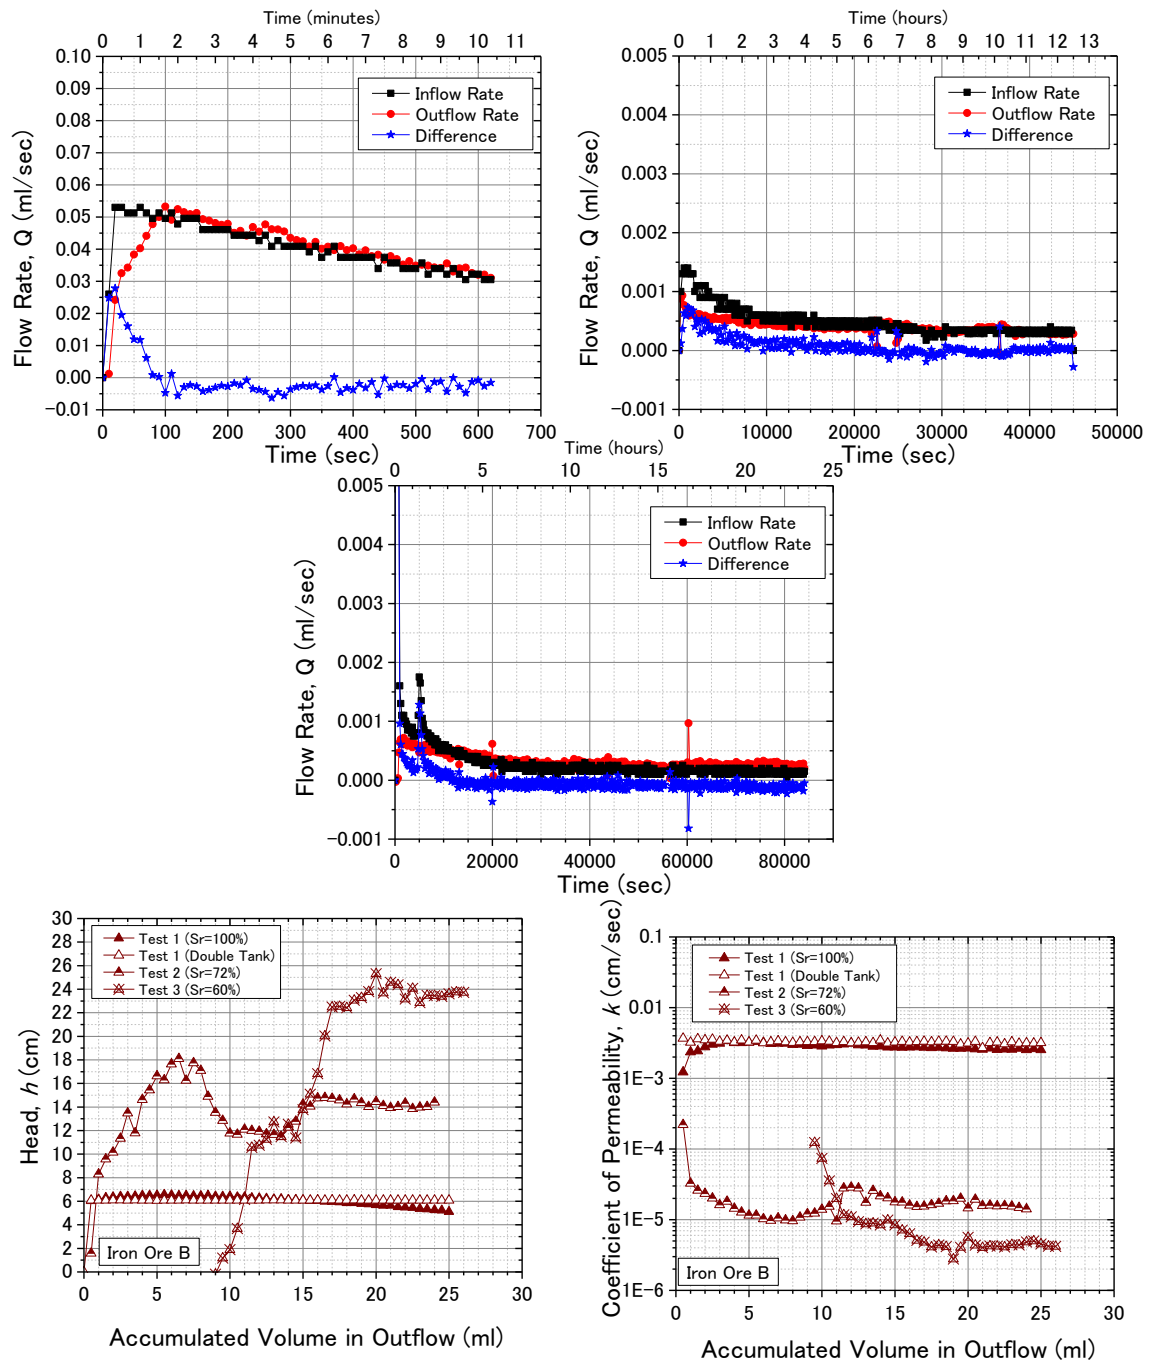 Time (minutes)
0 1 2 3 4 5 6 7 8 9 10 11
0.10
0.09
0.08
0.07
0.06
0.05
0.04
0.03
0.02
0.01
0.00
−0.01
Flow Rate, Q (ml/sec)
Inflow Rate
Outflow Rate
Difference
0 100 200 300 400 500 600 700
Time (sec)
Time (hours)
0 1 2 3 4 5 6 7 8 9 10 11 12 13
0.005
0.004
0.003
0.002
0.001
0.000
−0.001
Flow Rate, Q (ml/sec)
Inflow Rate
Outflow Rate
Difference
0 10000 20000 30000 40000 50000
Time (sec)
Time (hours)
0 5 10 15 20 25
0.005
0.004
0.003
0.002
0.001
0.000
−0.001
Flow Rate, Q (ml/sec)
Inflow Rate
Outflow Rate
Difference
0 20000 40000 60000 80000
Time (sec)
30
28
26
24
22
20
18
16
14
12
10
8
6
4
2
0
Head, h (cm)
Test 1 (Sr=100%)
Test 1 (Double Tank)
Test 2 (Sr=72%)
Test 3 (Sr=60%)
Iron Ore B
0 5 10 15 20 25 30
Accumulated Volume in Outflow (ml)
0.1
0.01
1E−3
1E−4
1E−5
1E−6
Coefficient of Permeability, k (cm/sec)
Test 1 (Sr=100%)
Test 1 (Double Tank)
Test 2 (Sr=72%)
Test 3 (Sr=60%)
Iron Ore B
0 5 10 15 20 25 30
Accumulated Volume in Outflow (ml)